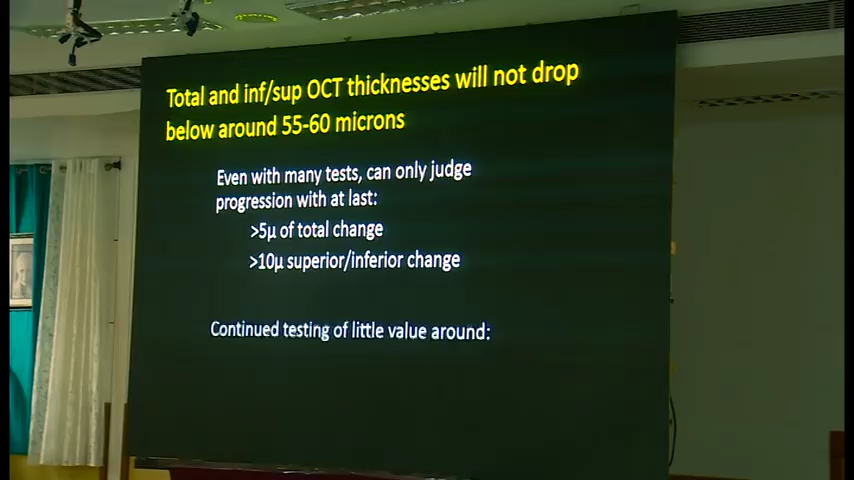 Total and inf/sup OCT thicknesses will not drop
below around 55-60 microns
Even with many tests, can only judge
progression with at last:
>5µ of total change
>10µ superior/inferior change
Continued testing of little value around: